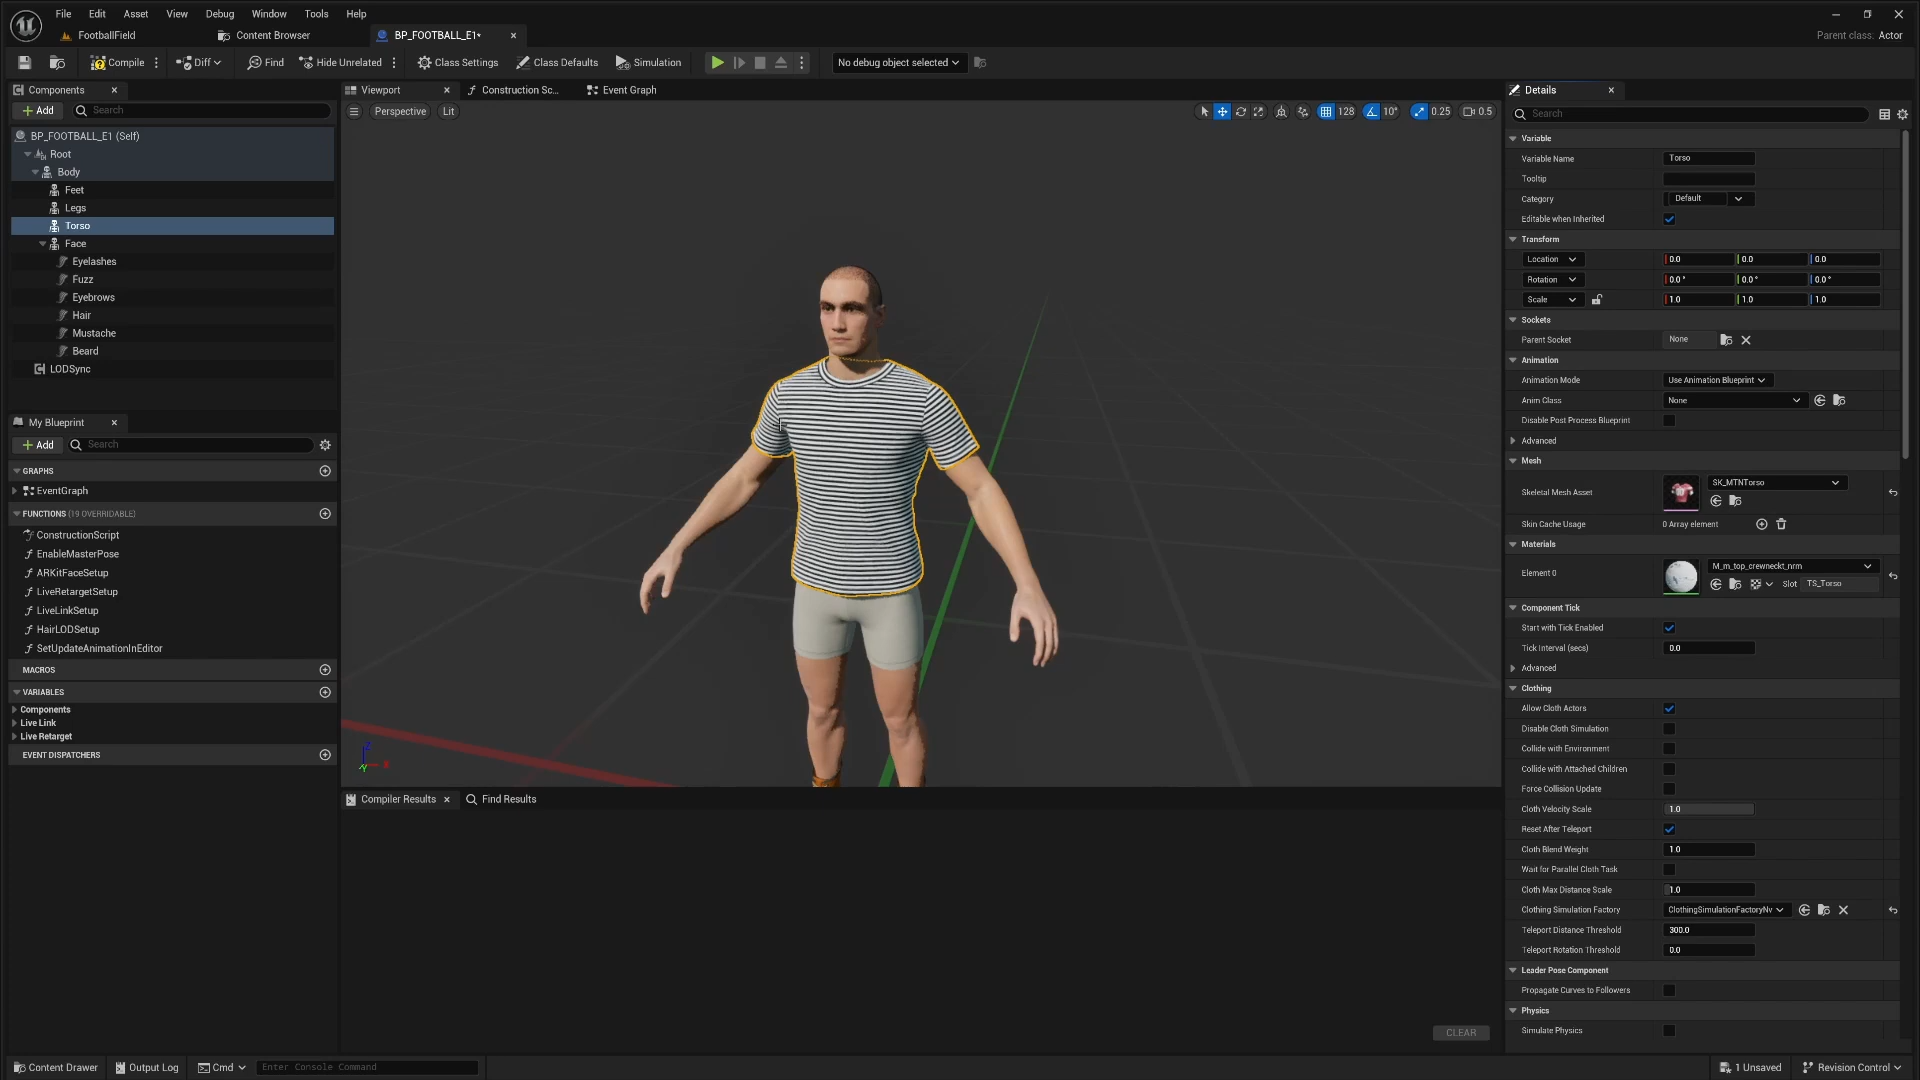 File Edit Asset View Debug Window Tools Help
FootballField
Content Browser
BP_FOOTBALL_E1*
Parent class: Actor
Compile
Diff
Find
Hide Unrelated
Class Settings
Class Defaults
Simulation
No debug object selected
Components
Add
Search
BP_FOOTBALL_E1 (Self)
Root
Body
Feet
Legs
Torso
Face
Eyelashes
Fuzz
Eyebrows
Hair
Mustache
Beard
LODSync
My Blueprint
Add
Search
GRAPHS
EventGraph
FUNCTIONS (19 OVERRIDABLE)
ConstructionScript
EnableMasterPose
ARKitFaceSetup
LiveRetargetSetup
LiveLinkSetup
HairLODSetup
SetUpdateAnimationInEditor
MACROS
VARIABLES
Components
Live Link
Live Retarget
EVENT DISPATCHERS
Viewport
Construction Sc...
Event Graph
Perspective
Lit
128
10°
0.25
0.5
Z
X
Y
Compiler Results
Find Results
CLEAR
Details
Search
Variable
Variable Name Torso
Tooltip
Category Default
Editable when Inherited
Transform
Location 0.0 0.0 0.0
Rotation 0.0° 0.0° 0.0°
Scale 1.0 1.0 1.0
Sockets
Parent Socket None
Animation
Animation Mode Use Animation Blueprint
Anim Class None
Disable Post Process Blueprint
Advanced
Mesh
Skeletal Mesh Asset SK_MTNTorso
Skin Cache Usage 0 Array element
Materials
Element 0 M_m_top_crewneckt_nrm
Slot TS_Torso
Component Tick
Start with Tick Enabled
Tick Interval (secs) 0.0
Advanced
Clothing
Allow Cloth Actors
Disable Cloth Simulation
Collide with Environment
Collide with Attached Children
Force Collision Update
Cloth Velocity Scale 1.0
Reset After Teleport
Cloth Blend Weight 1.0
Wait for Parallel Cloth Task
Cloth Max Distance Scale 1.0
Clothing Simulation Factory ClothingSimulationFactoryNv
Teleport Distance Threshold 300.0
Teleport Rotation Threshold 0.0
Leader Pose Component
Propagate Curves to Followers
Physics
Simulate Physics
Content Drawer
Output Log
Cmd
Enter Console Command
1 Unsaved
Revision Control